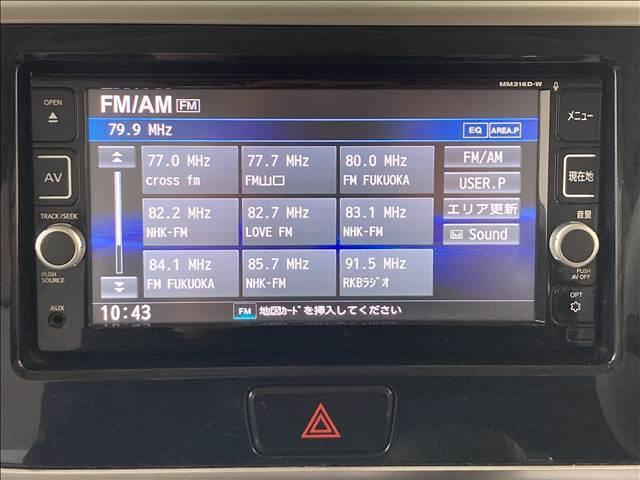 MM316D-W
OPEN
AV
TRACK/SEEK
PUSH
SOURCE
AUX
FM/AM FM
79.9 MHz
EQ AREA.P
77.0 MHz
cross fm
77.7 MHz
FM山口
80.0 MHz
FM FUKUOKA
82.2 MHz
NHK-FM
82.7 MHz
LOVE FM
83.1 MHz
NHK-FM
84.1 MHz
FM FUKUOKA
85.7 MHz
NHK-FM
91.5 MHz
RKBﾗｼﾞｵ
FM/AM
USER.P
エリア更新
Sound
10:43
FM 地図ｶｰﾄﾞを挿入してください
メニュー
現在地
音量
PUSH
AV OFF
OPT